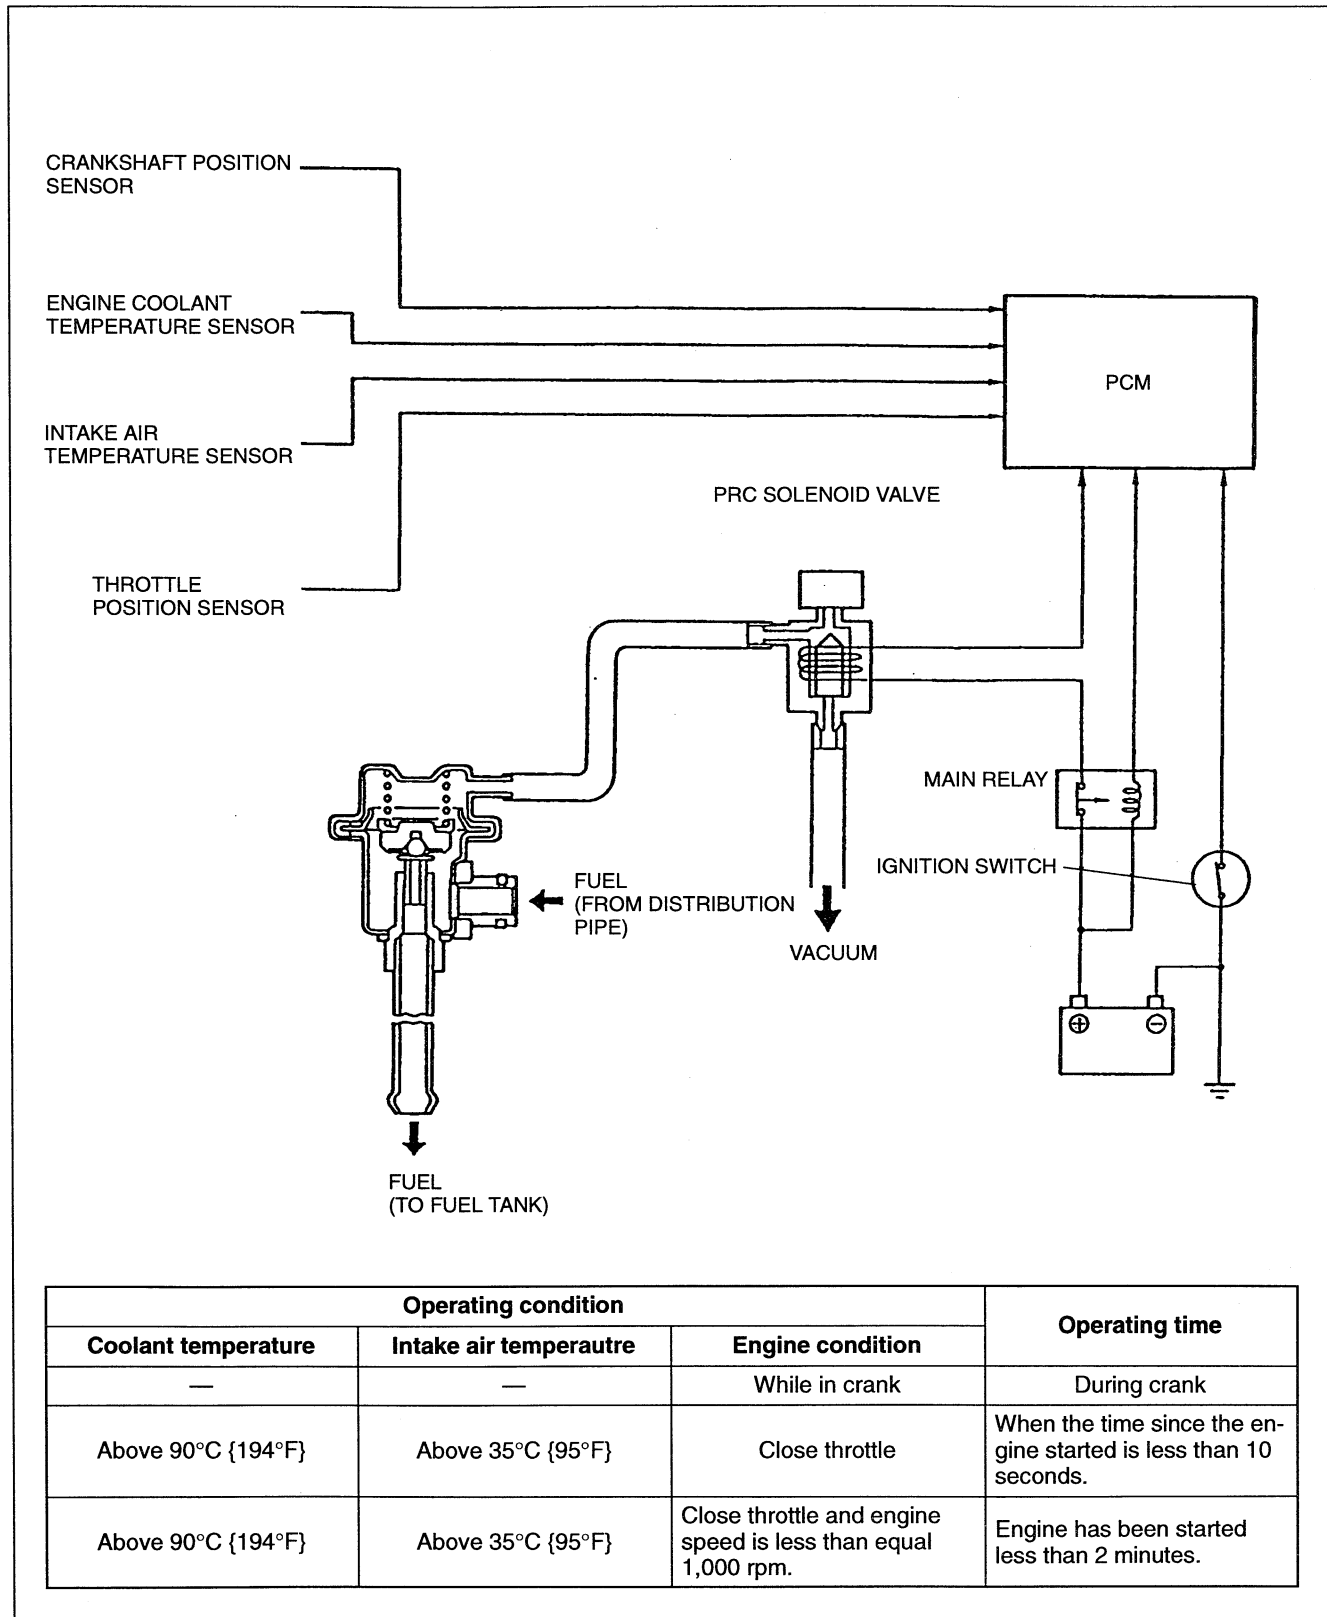 CRANKSHAFT POSITION
SENSOR
ENGINE COOLANT
TEMPERATURE SENSOR
PCM
INTAKE AIR
TEMPERATURE SENSOR
PRC SOLENOID VALVE
THROTTLE
POSITION SENSOR
MAIN RELAY
IGNITION SWITCH
FUEL
(FROM DISTRIBUTION
PIPE)
VACUUM
+ −
FUEL
(TO FUEL TANK)
Operating condition
Operating time
Coolant temperature
Intake air temperautre
Engine condition
—
—
While in crank
During crank
Above 90°C {194°F}
Above 35°C {95°F}
Close throttle
When the time since the en-
gine started is less than 10
seconds.
Above 90°C {194°F}
Above 35°C {95°F}
Close throttle and engine
speed is less than equal
1,000 rpm.
Engine has been started
less than 2 minutes.